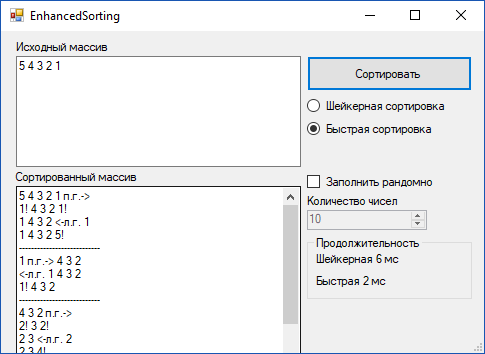 EnhancedSorting
Исходный массив
5 4 3 2 1
Сортировать
Шейкерная сортировка
Быстрая сортировка
Сортированный массив
5 4 3 2 1 п.г.->
1! 4 3 2 1!
1 4 3 2 <-л.г. 1
1 4 3 2 5!
---------------------------
1 п.г.-> 4 3 2
<-л.г. 1 4 3 2
1! 4 3 2
---------------------------
4 3 2 п.г.->
2! 3 2!
2 3 <-л.г. 2
2 3 4!
Заполнить рандомно
Количество чисел
10
Продолжительность
Шейкерная 6 мс
Быстрая 2 мс